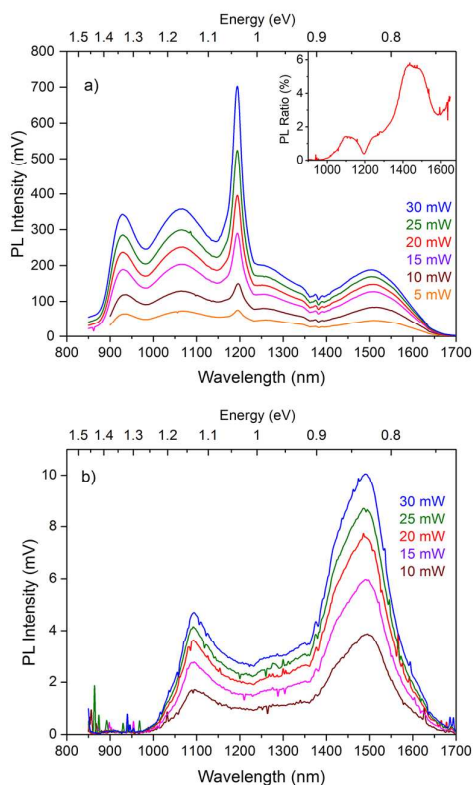 Energy (eV)
1.5 1.4 1.3 1.2 1.1 1 0.9 0.8
a)
PL Intensity (mV)
800
700
600
500
400
300
200
100
0
PL Ratio (%)
6
4
2
0
1000 1200 1400 1600
30 mW
25 mW
20 mW
15 mW
10 mW
5 mW
800 900 1000 1100 1200 1300 1400 1500 1600 1700
Wavelength (nm)
Energy (eV)
1.5 1.4 1.3 1.2 1.1 1 0.9 0.8
b)
PL Intensity (mV)
10
8
6
4
2
0
30 mW
25 mW
20 mW
15 mW
10 mW
800 900 1000 1100 1200 1300 1400 1500 1600 1700
Wavelength (nm)